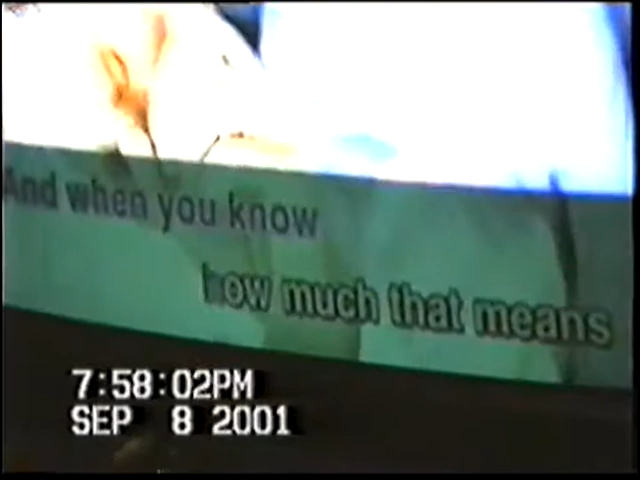 And when you know
how much that means
7:58:02PM
SEP 8 2001